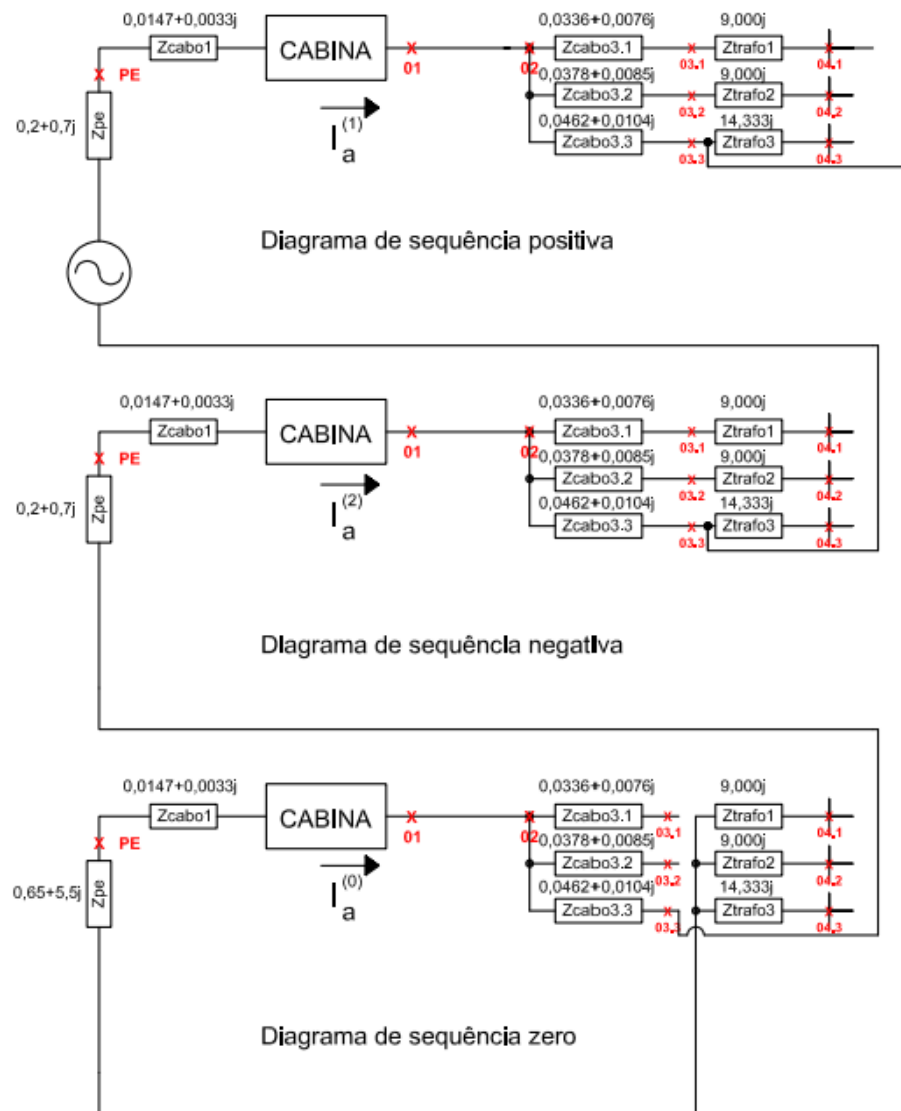 0,0147+0,0033j
Zcabo1
CABINA
01
02
PE
0,2+0,7j
Zpe
I a (1)
0,0336+0,0076j
Zcabo3.1
03.1
9,000j
Ztrafo1
04.1
0,0378+0,0085j
Zcabo3.2
03.2
9,000j
Ztrafo2
04.2
0,0462+0,0104j
Zcabo3.3
03.3
14,333j
Ztrafo3
04.3
Diagrama de sequência positiva
0,0147+0,0033j
Zcabo1
CABINA
01
02
PE
0,2+0,7j
Zpe
I a (2)
0,0336+0,0076j
Zcabo3.1
03.1
9,000j
Ztrafo1
04.1
0,0378+0,0085j
Zcabo3.2
03.2
9,000j
Ztrafo2
04.2
0,0462+0,0104j
Zcabo3.3
03.3
14,333j
Ztrafo3
04.3
Diagrama de sequência negativa
0,0147+0,0033j
Zcabo1
CABINA
01
02
PE
0,65+5,5j
Zpe
I a (0)
0,0336+0,0076j
Zcabo3.1
03.1
9,000j
Ztrafo1
04.1
0,0378+0,0085j
Zcabo3.2
03.2
9,000j
Ztrafo2
04.2
0,0462+0,0104j
Zcabo3.3
03.3
14,333j
Ztrafo3
04.3
Diagrama de sequência zero